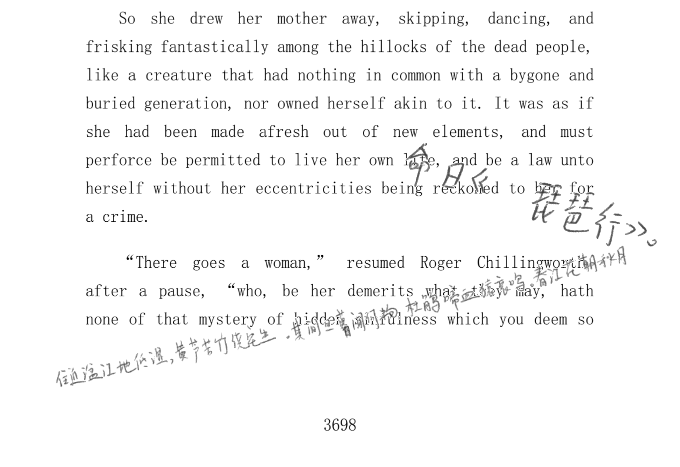 So she drew her mother away, skipping, dancing, and
frisking fantastically among the hillocks of the dead people,
like a creature that had nothing in common with a bygone and
buried generation, nor owned herself akin to it. It was as if
she had been made afresh out of new elements, and must
perforce be permitted to live her own life, and be a law unto
herself without her eccentricities being reckoned to her for
a crime.
命曰《琵琶行》。
“There goes a woman,” resumed Roger Chillingworth,
after a pause, “who, be her demerits what they may, hath
none of that mystery of hidden sinfulness which you deem so
住近湓江地低湿,黄芦苦竹绕宅生.其间旦暮闻何物,杜鹃啼血猿哀鸣.春江花朝秋月
3698